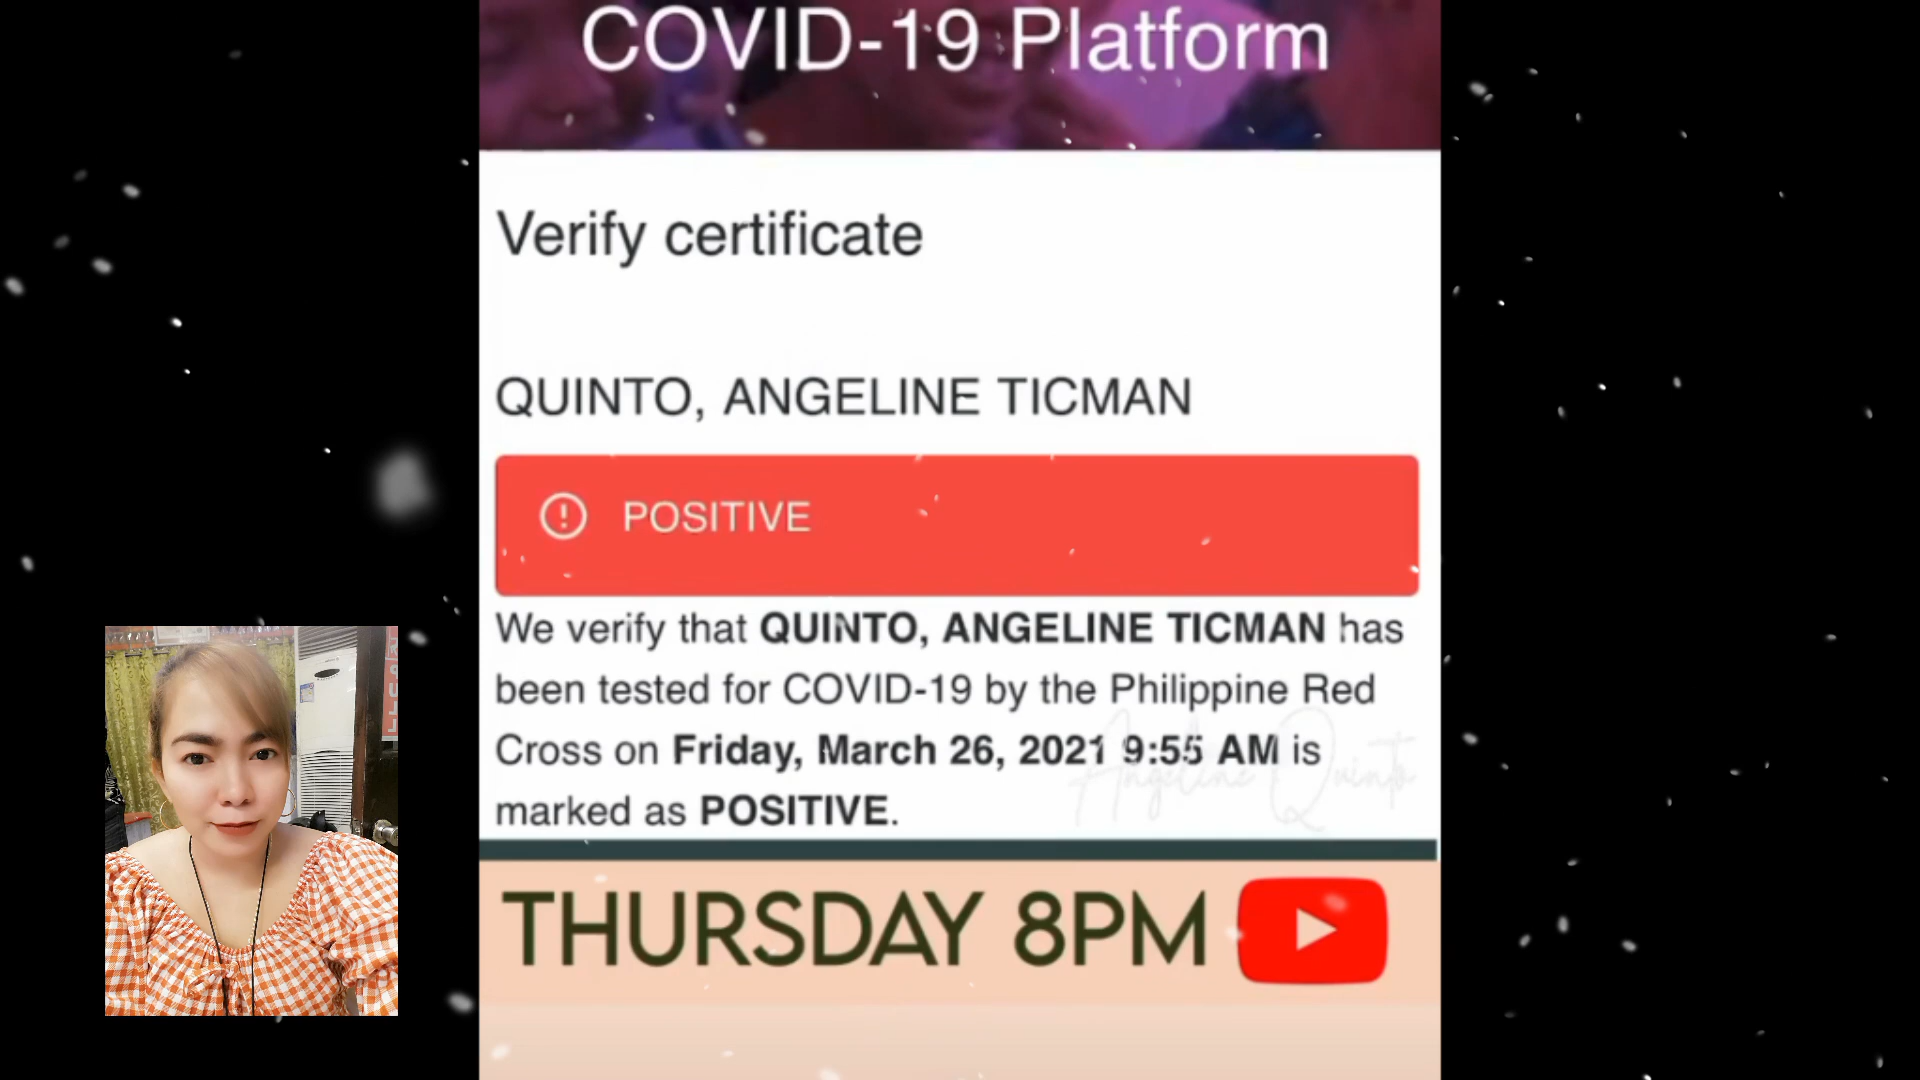 COVID-19 Platform
Verify certificate
QUINTO, ANGELINE TICMAN
POSITIVE
We verify that QUINTO, ANGELINE TICMAN has
been tested for COVID-19 by the Philippine Red
Cross on Friday, March 26, 2021 9:55 AM is
marked as POSITIVE.
Angeline Quinto
THURSDAY 8PM